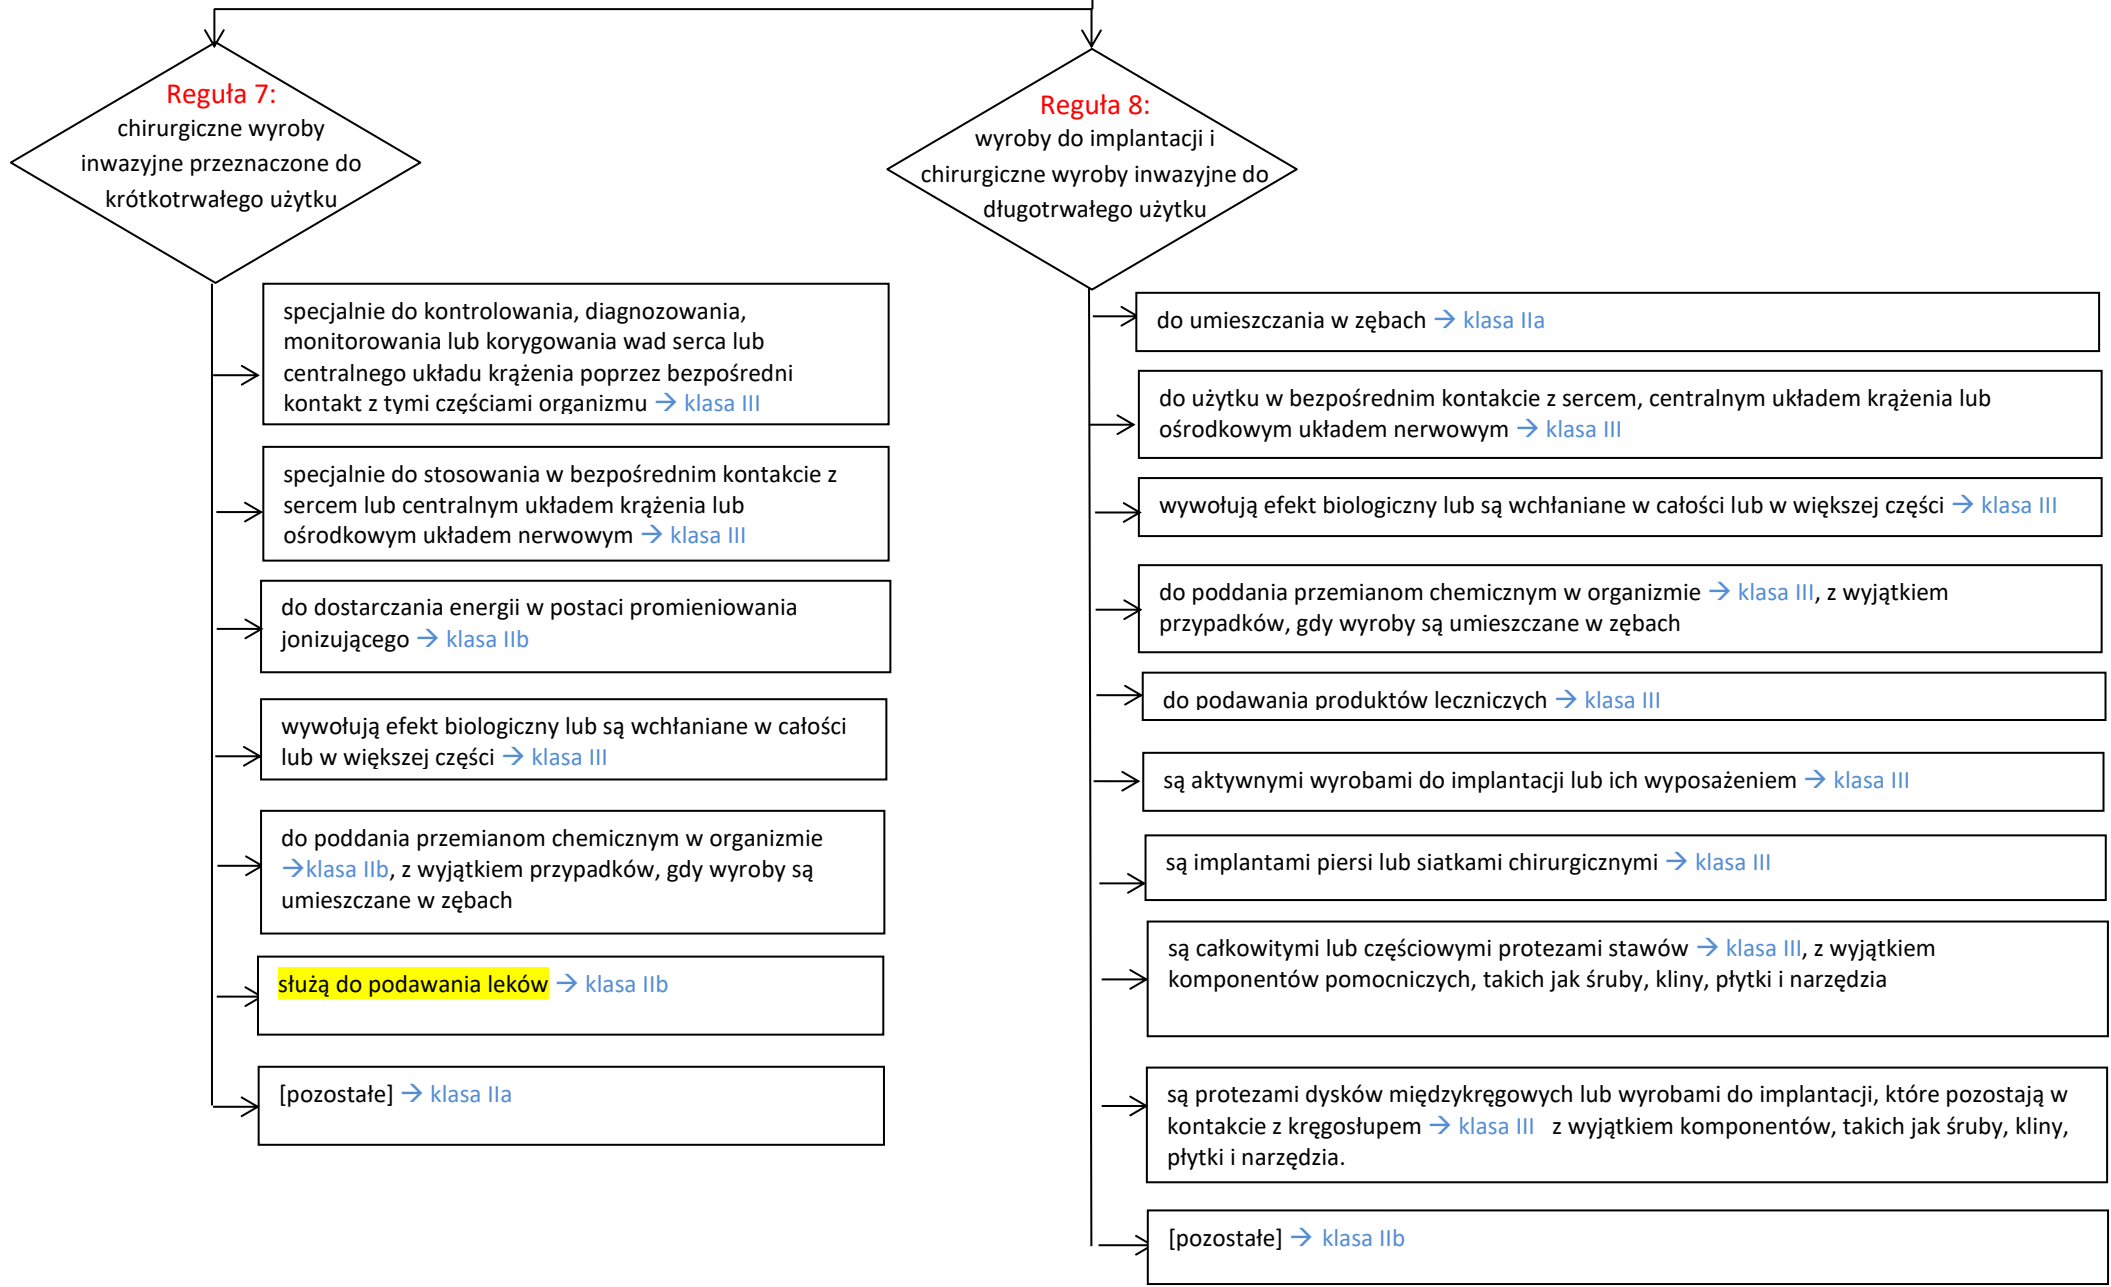 Reguła 7:
chirurgiczne wyroby
inwazyjne przeznaczone do
krótkotrwałego użytku
specjalnie do kontrolowania, diagnozowania,
monitorowania lub korygowania wad serca lub
centralnego układu krążenia poprzez bezpośredni
kontakt z tymi częściami organizmu → klasa III
specjalnie do stosowania w bezpośrednim kontakcie z
sercem lub centralnym układem krążenia lub
ośrodkowym układem nerwowym → klasa III
do dostarczania energii w postaci promieniowania
jonizującego → klasa IIb
wywołują efekt biologiczny lub są wchłaniane w całości
lub w większej części → klasa III
do poddania przemianom chemicznym w organizmie
→klasa IIb, z wyjątkiem przypadków, gdy wyroby są
umieszczane w zębach
służą do podawania leków → klasa IIb
[pozostałe] → klasa IIa
Reguła 8:
wyroby do implantacji i
chirurgiczne wyroby inwazyjne do
długotrwałego użytku
do umieszczania w zębach → klasa IIa
do użytku w bezpośrednim kontakcie z sercem, centralnym układem krążenia lub
ośrodkowym układem nerwowym → klasa III
wywołują efekt biologiczny lub są wchłaniane w całości lub w większej części → klasa III
do poddania przemianom chemicznym w organizmie → klasa III, z wyjątkiem
przypadków, gdy wyroby są umieszczane w zębach
do podawania produktów leczniczych → klasa III
są aktywnymi wyrobami do implantacji lub ich wyposażeniem → klasa III
są implantami piersi lub siatkami chirurgicznymi → klasa III
są całkowitymi lub częściowymi protezami stawów → klasa III, z wyjątkiem
komponentów pomocniczych, takich jak śruby, kliny, płytki i narzędzia
są protezami dysków międzykręgowych lub wyrobami do implantacji, które pozostają w
kontakcie z kręgosłupem → klasa III z wyjątkiem komponentów, takich jak śruby, kliny,
płytki i narzędzia.
[pozostałe] → klasa IIb